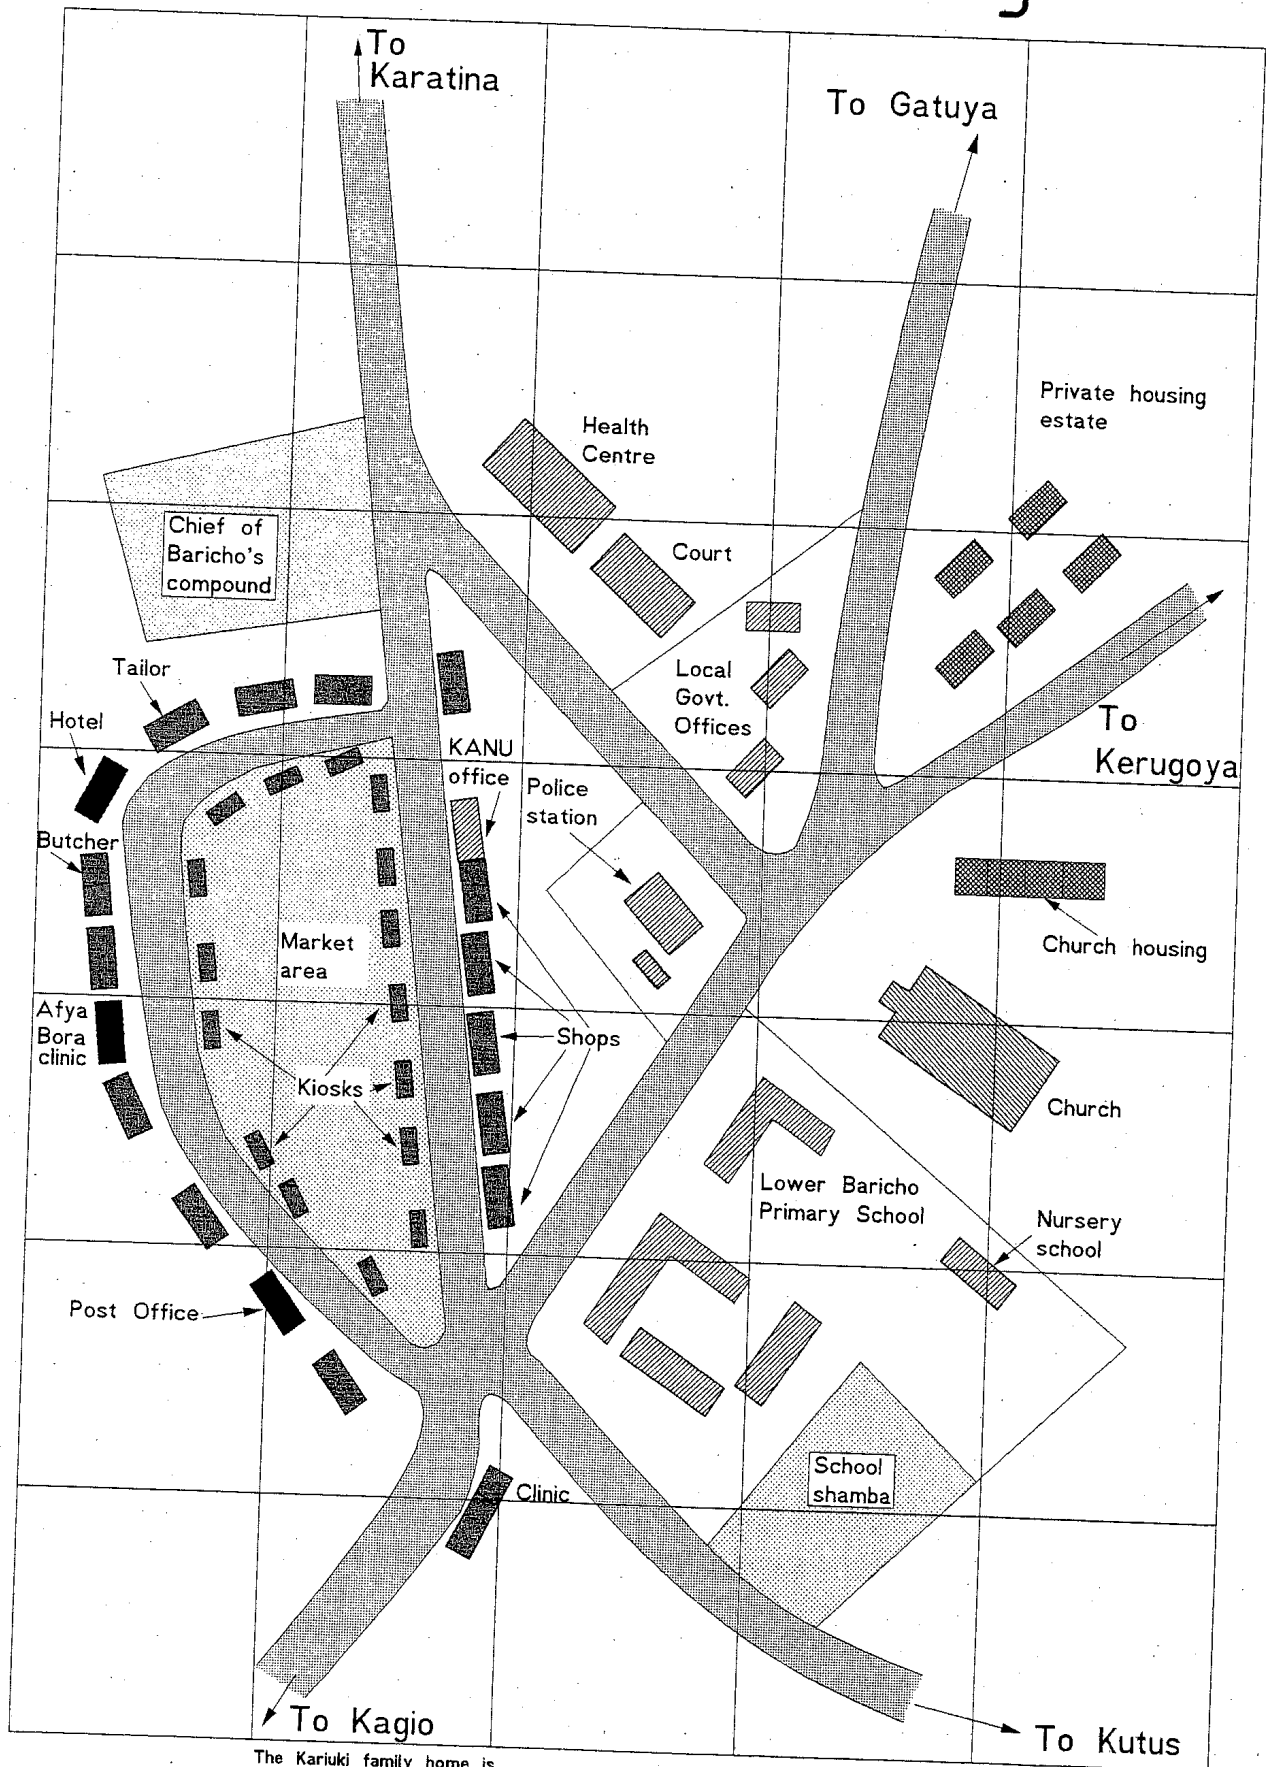 To
Karatina
To Gatuya
Private housing
estate
Health
Centre
Chief of
Baricho's
compound
Court
Tailor
Local
Govt.
Offices
Hotel
To
Kerugoya
KANU
office
Police
station
Butcher
Market
area
Church housing
Afya
Bora
clinic
Shops
Kiosks
Church
Lower Baricho
Primary School
Nursery
school
Post Office
School
shamba
Clinic
To Kagio
To Kutus
The Kariuki family home is